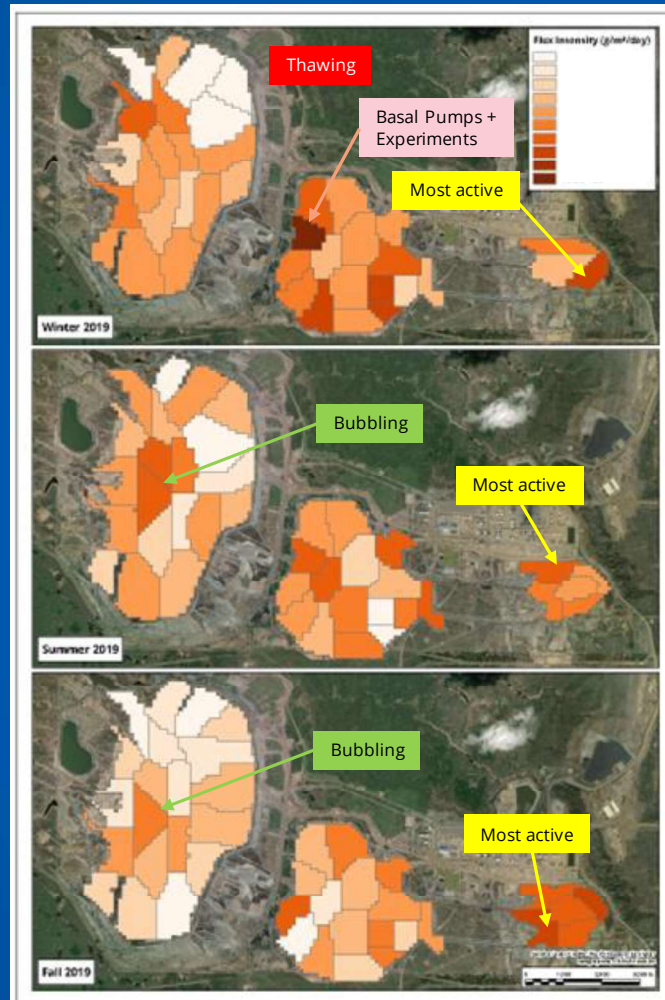 Flux Intensity (g/m²/day)
Thawing
Basal Pumps +
Experiments
Most active
Winter 2019
Bubbling
Most active
Summer 2019
Bubbling
Most active
Fall 2019